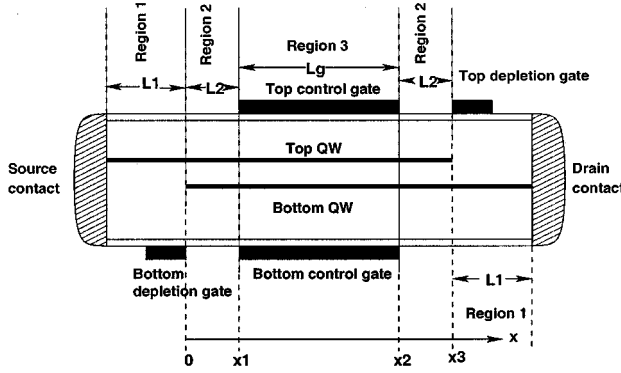 Region 1
Region 2
Region 3
Region 2
L1
L2
Lg
L2
Top depletion gate
Top control gate
Source
contact
Top QW
Drain
contact
Bottom QW
Bottom
depletion gate
Bottom control gate
L1
Region 1
x
0
x1
x2
x3